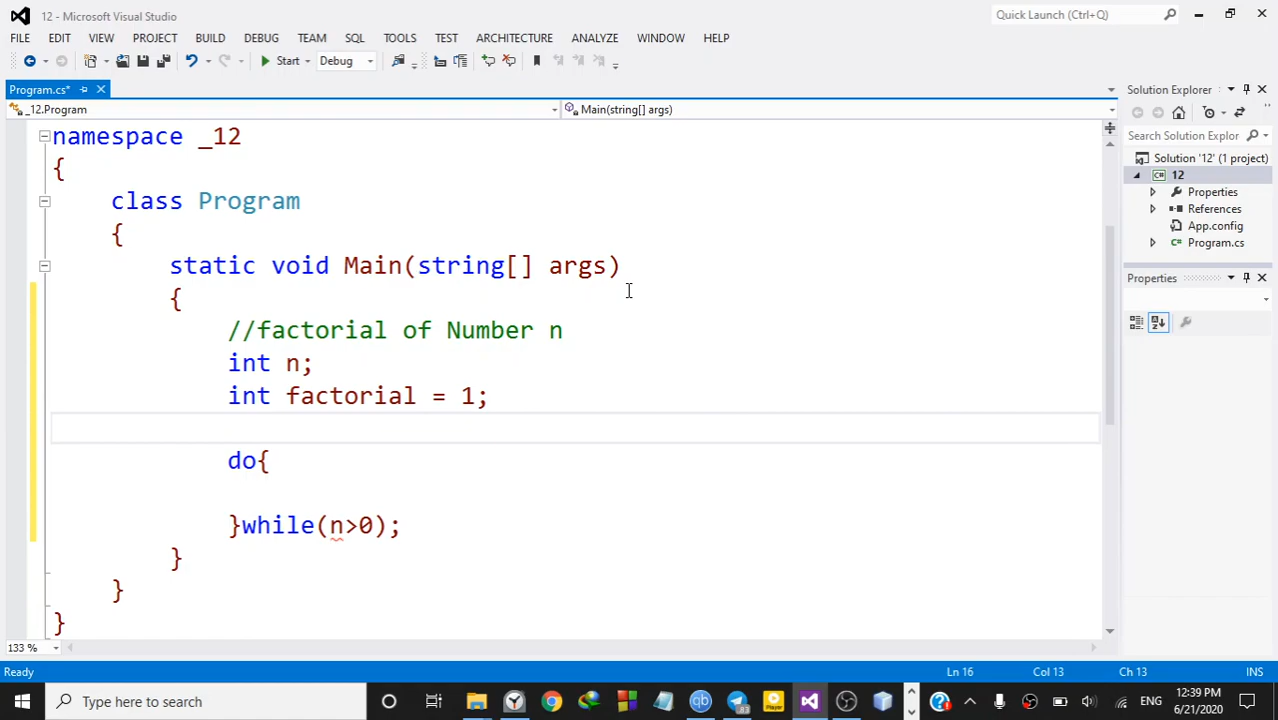 12 - Microsoft Visual Studio
Quick Launch (Ctrl+Q)
FILE EDIT VIEW PROJECT BUILD DEBUG TEAM SQL TOOLS TEST ARCHITECTURE ANALYZE WINDOW HELP
Start Debug
Program.cs*
Solution Explorer
_12.Program
Main(string[] args)
Search Solution Explor
namespace _12
{
class Program
{
static void Main(string[] args)
{
//factorial of Number n
int n;
int factorial = 1;
do{
}while(n>0);
}
}
}
Solution '12' (1 project)
12
Properties
References
App.config
Program.cs
Properties
133 %
Ready
Ln 16
Col 13
Ch 13
INS
Type here to search
ENG
12:39 PM
6/21/2020